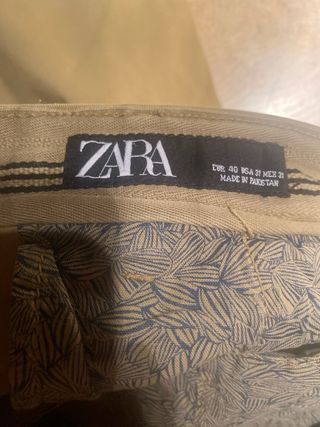 ZARA
EUR 40 USA 31 MEX 31
MADE IN PAKISTAN